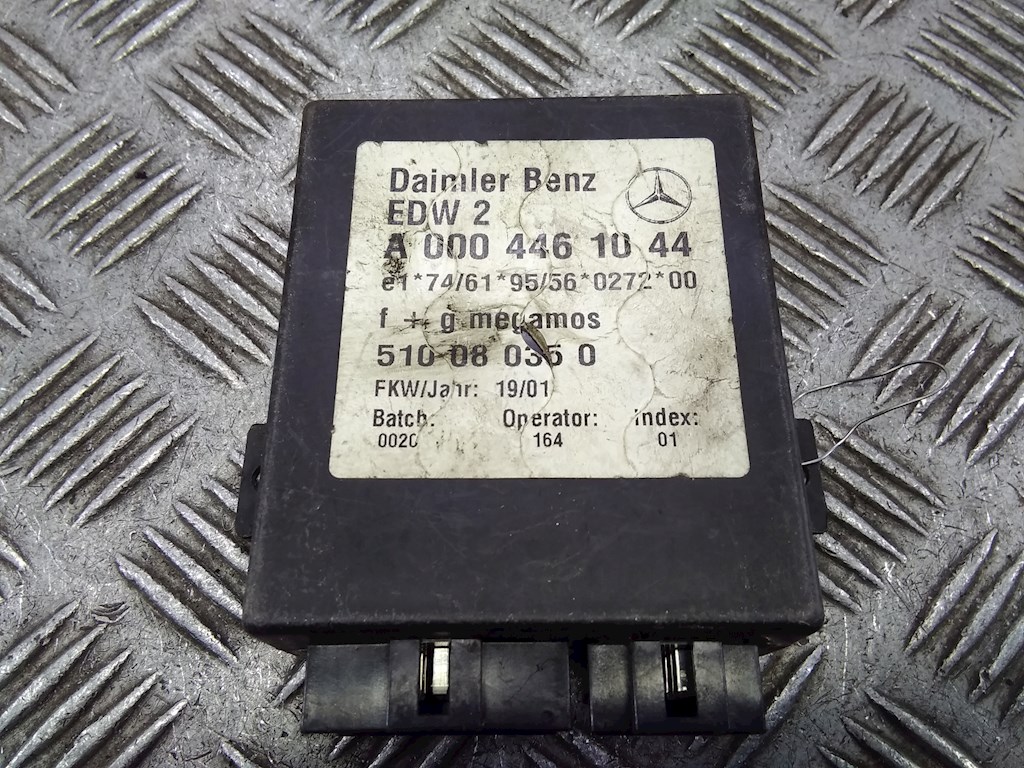 Daimler Benz
EDW 2
A 000 446 10 44
e1*74/61*95/56*0272*00
f + g megamos
510 08 035 0
FKW/Jahr: 19/01
Batch: Operator: Index:
0020 164 01